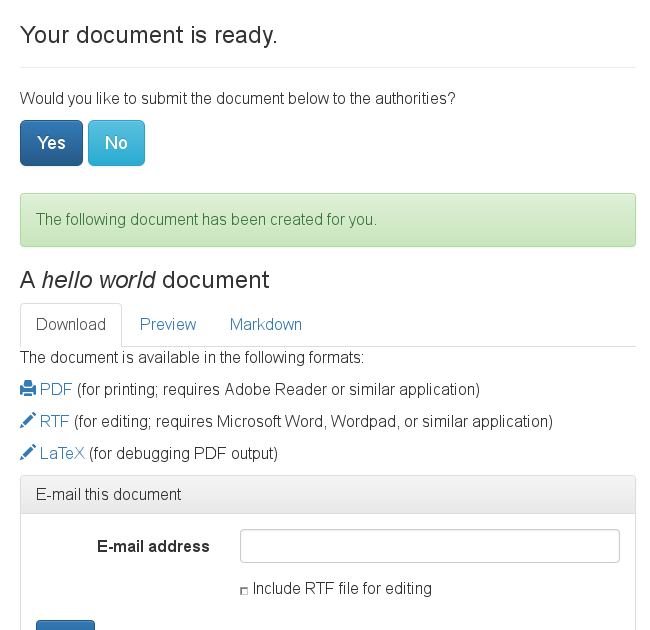 Your document is ready.
Would you like to submit the document below to the authorities?
Yes No
The following document has been created for you.
A hello world document
Download Preview Markdown
The document is available in the following formats:
PDF (for printing; requires Adobe Reader or similar application)
RTF (for editing; requires Microsoft Word, Wordpad, or similar application)
LaTeX (for debugging PDF output)
E-mail this document
E-mail address
Include RTF file for editing